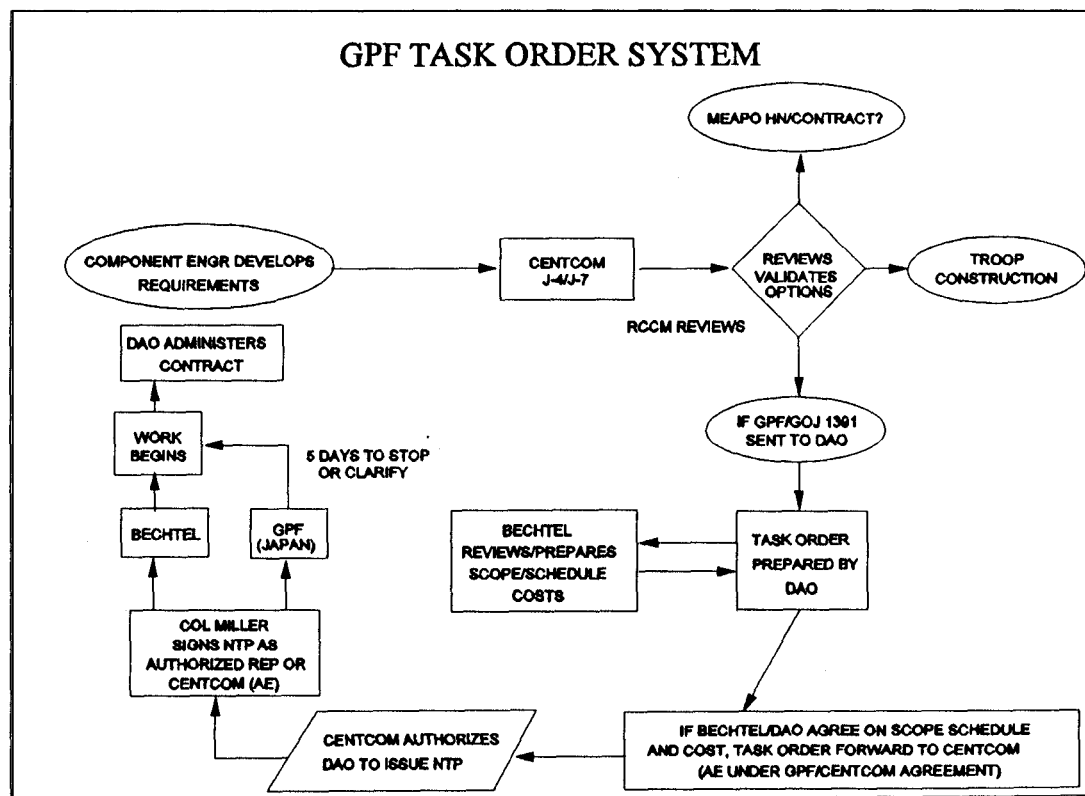 GPF TASK ORDER SYSTEM
MEAPO HN/CONTRACT?
COMPONENT ENGR DEVELOPS
REQUIREMENTS
CENTCOM
J-4/J-7
REVIEWS
VALIDATES
OPTIONS
TROOP
CONSTRUCTION
RCCM REVIEWS
DAO ADMINISTERS
CONTRACT
IF GPF/GOJ 1391
SENT TO DAO
WORK
BEGINS
5 DAYS TO STOP
OR CLARIFY
BECHTEL
GPF
(JAPAN)
BECHTEL
REVIEWS/PREPARES
SCOPE/SCHEDULE
COSTS
TASK ORDER
PREPARED BY
DAO
COL MILLER
SIGNS NTP AS
AUTHORIZED REP OR
CENTCOM (AE)
CENTCOM AUTHORIZES
DAO TO ISSUE NTP
IF BECHTEL/DAO AGREE ON SCOPE SCHEDULE
AND COST, TASK ORDER FORWARD TO CENTCOM
(AE UNDER GPF/CENTCOM AGREEMENT)